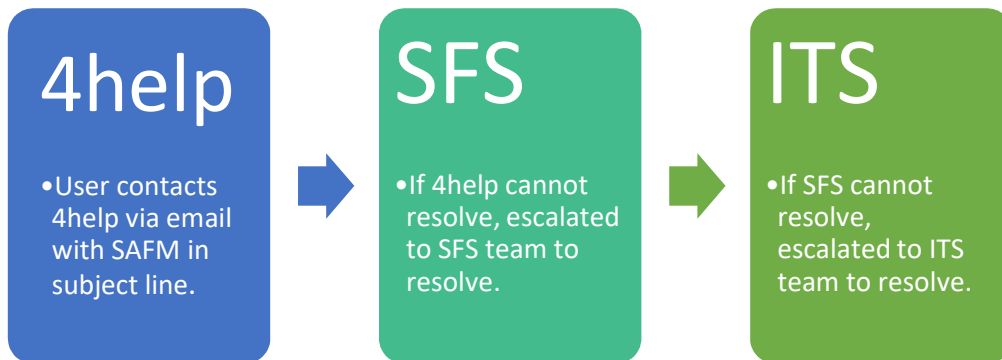 4help
•User contacts
4help via email
with SAFM in
subject line.
SFS
•If 4help cannot
resolve, escalated
to SFS team to
resolve.
ITS
•If SFS cannot
resolve,
escalated to ITS
team to resolve.